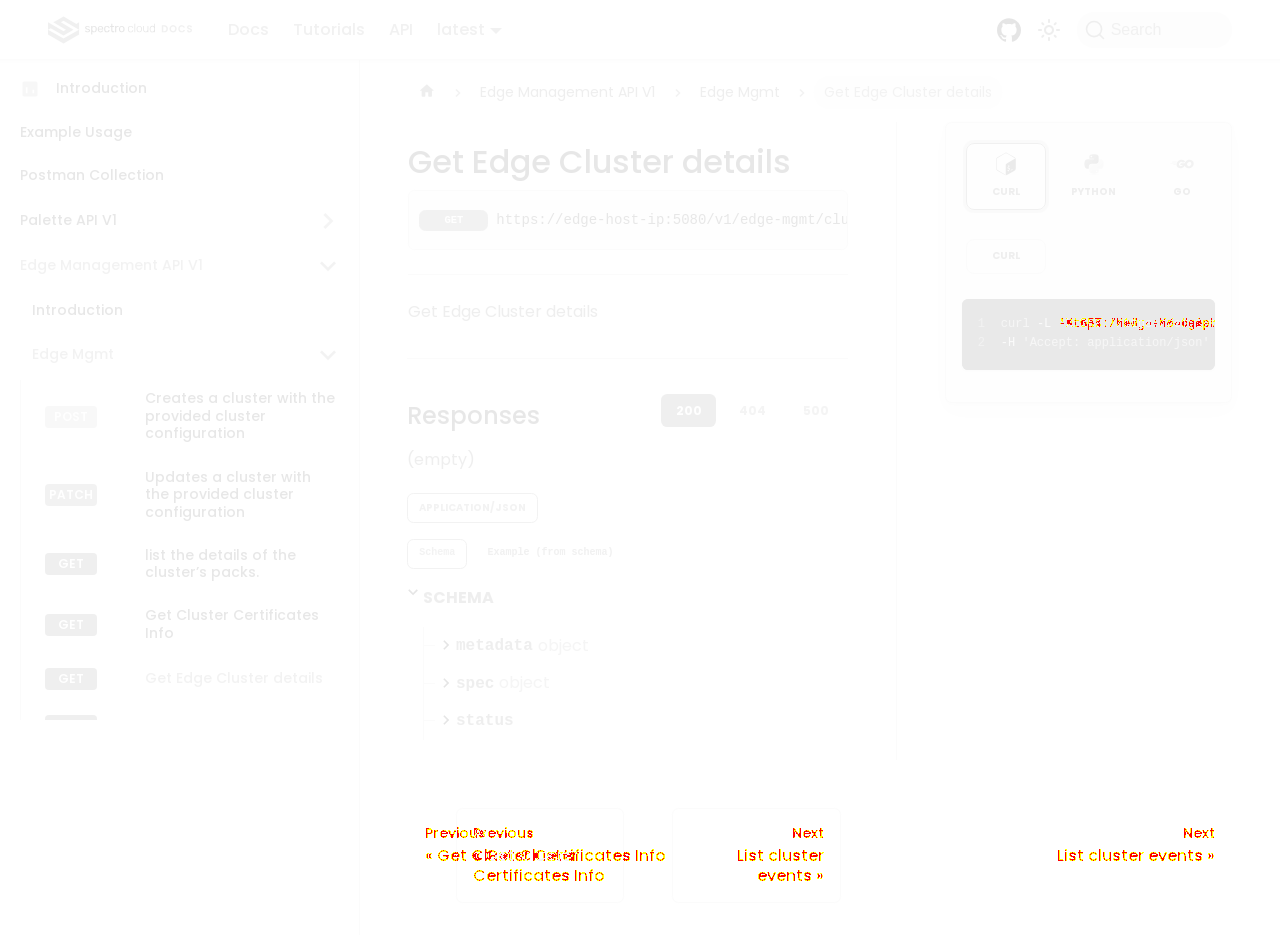 spectro cloud DOCS
Docs
Tutorials
API
latest
Search
Introduction
Example Usage
Postman Collection
Palette API V1
Edge Management API V1
Introduction
Edge Mgmt
POST
Creates a cluster with the
provided cluster
configuration
PATCH
Updates a cluster with
the provided cluster
configuration
GET
list the details of the
cluster's packs.
GET
Get Cluster Certificates
Info
GET
Get Edge Cluster details
Edge Management API V1
Edge Mgmt
Get Edge Cluster details
Get Edge Cluster details
GET
https://edge-host-ip:5080/v1/edge-mgmt/clu
Get Edge Cluster details
Responses
200
404
500
(empty)
APPLICATION/JSON
Schema
Example (from schema)
SCHEMA
metadata object
spec object
status
CURL
PYTHON
GO
CURL
1 curl -L
2 -H 'Accept: application/json'
Previous
Previous
« Get
Certificates Info
Certificates Info
Next
List cluster
events »
Next
List cluster events »